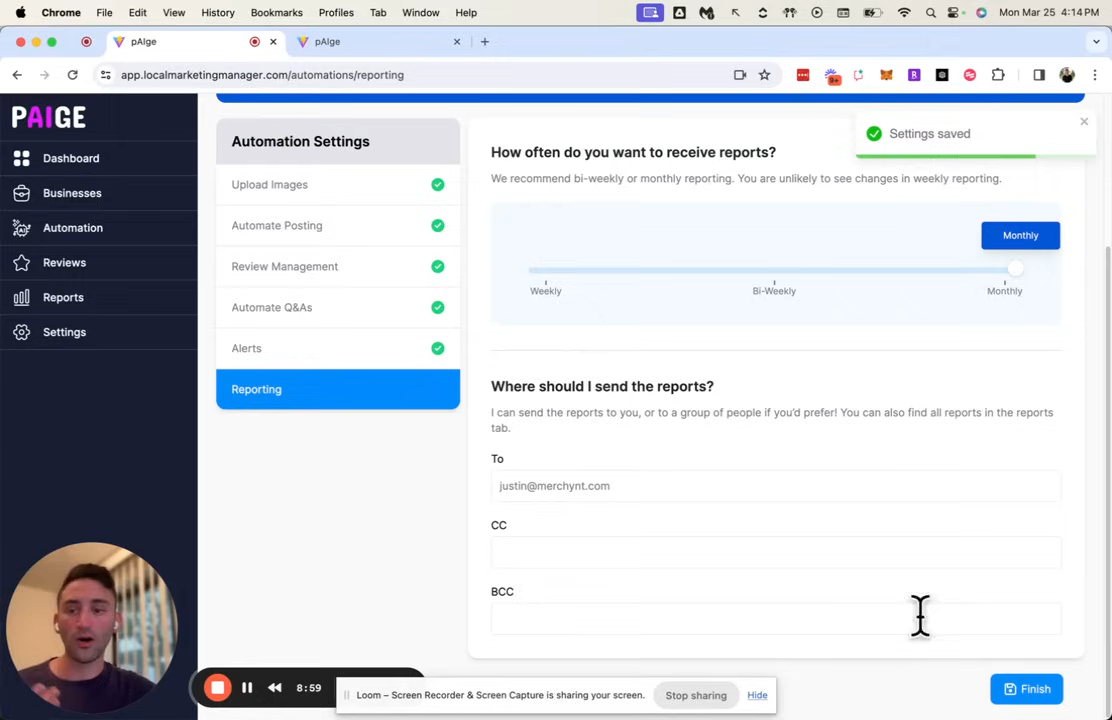 Chrome File Edit View History Bookmarks Profiles Tab Window Help Mon Mar 25 4:14 PM
pAIge pAIge
app.localmarketingmanager.com/automations/reporting 9+
PAIGE
Dashboard
Businesses
Automation
Reviews
Reports
Settings
Automation Settings
Upload Images
Automate Posting
Review Management
Automate Q&As
Alerts
Reporting
Settings saved
How often do you want to receive reports?
We recommend bi-weekly or monthly reporting. You are unlikely to see changes in weekly reporting.
Monthly
Weekly Bi-Weekly Monthly
Where should I send the reports?
I can send the reports to you, or to a group of people if you'd prefer! You can also find all reports in the reports
tab.
To
justin@merchynt.com
CC
BCC
Finish
8:59
Loom – Screen Recorder & Screen Capture is sharing your screen. Stop sharing Hide